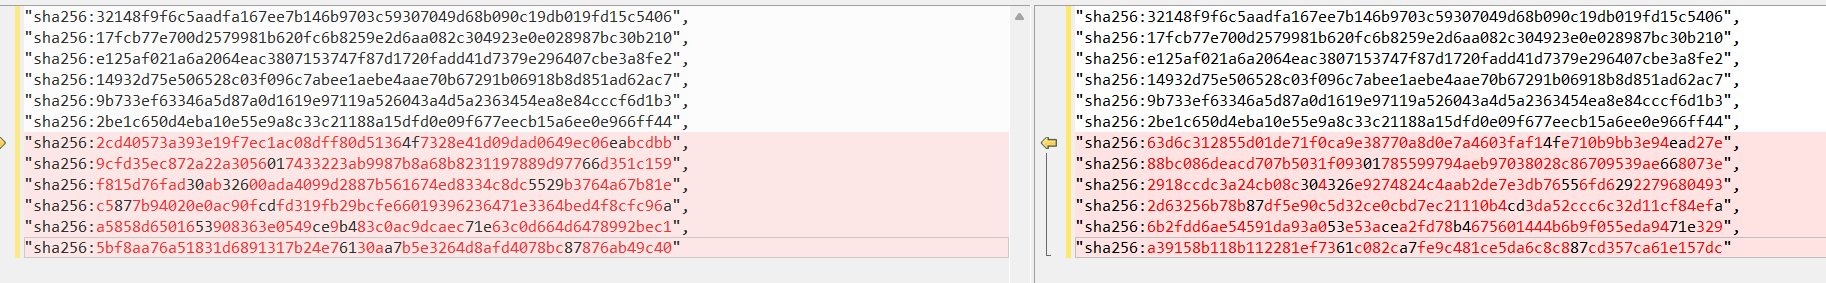 "sha256:32148f9f6c5aadfa167ee7b146b9703c59307049d68b090c19db019fd15c5406",
"sha256:17fcb77e700d2579981b620fc6b8259e2d6aa082c304923e0e028987bc30b210",
"sha256:e125af021a6a2064eac3807153747f87d1720fadd41d7379e296407cbe3a8fe2",
"sha256:14932d75e506528c03f096c7abee1aebe4aae70b67291b06918b8d851ad62ac7",
"sha256:9b733ef63346a5d87a0d1619e97119a526043a4d5a2363454ea8e84cccf6d1b3",
"sha256:2be1c650d4eba10e55e9a8c33c21188a15dfd0e09f677eecb15a6ee0e966ff44",
"sha256:2cd40573a393e19f7ec1ac08dff80d51364f7328e41d09dad0649ec06eabcdbb",
"sha256:9cfd35ec872a22a3056017433223ab9987b8a68b8231197889d97766d351c159",
"sha256:f815d76fad30ab32600ada4099d2887b561674ed8334c8dc5529b3764a67b81e",
"sha256:c5877b94020e0ac90fcdfd319fb29bcfe66019396236471e3364bed4f8cfc96a",
"sha256:a5858d6501653908363e0549ce9b483c0ac9dcaec71e63c0d664d6478992bec1",
"sha256:5bf8aa76a51831d6891317b24e76130aa7b5e3264d8afd4078bc87876ab49c40"
"sha256:32148f9f6c5aadfa167ee7b146b9703c59307049d68b090c19db019fd15c5406",
"sha256:17fcb77e700d2579981b620fc6b8259e2d6aa082c304923e0e028987bc30b210",
"sha256:e125af021a6a2064eac3807153747f87d1720fadd41d7379e296407cbe3a8fe2",
"sha256:14932d75e506528c03f096c7abee1aebe4aae70b67291b06918b8d851ad62ac7",
"sha256:9b733ef63346a5d87a0d1619e97119a526043a4d5a2363454ea8e84cccf6d1b3",
"sha256:2be1c650d4eba10e55e9a8c33c21188a15dfd0e09f677eecb15a6ee0e966ff44",
"sha256:63d6c312855d01de71f0ca9e38770a8d0e7a4603faf14fe710b9bb3e94ead27e",
"sha256:88bc086deacd707b5031f09301785599794aeb97038028c86709539ae668073e",
"sha256:2918ccdc3a24cb08c304326e9274824c4aab2de7e3db76556fd6292279680493",
"sha256:2d63256b78b87df5e90c5d32ce0cbd7ec21110b4cd3da52ccc6c32d11cf84efa",
"sha256:6b2fdd6ae54591da93a053e53acea2fd78b4675601444b6b9f055eda9471e329",
"sha256:a39158b118b112281ef7361c082ca7fe9c481ce5da6c8c887cd357ca61e157dc"